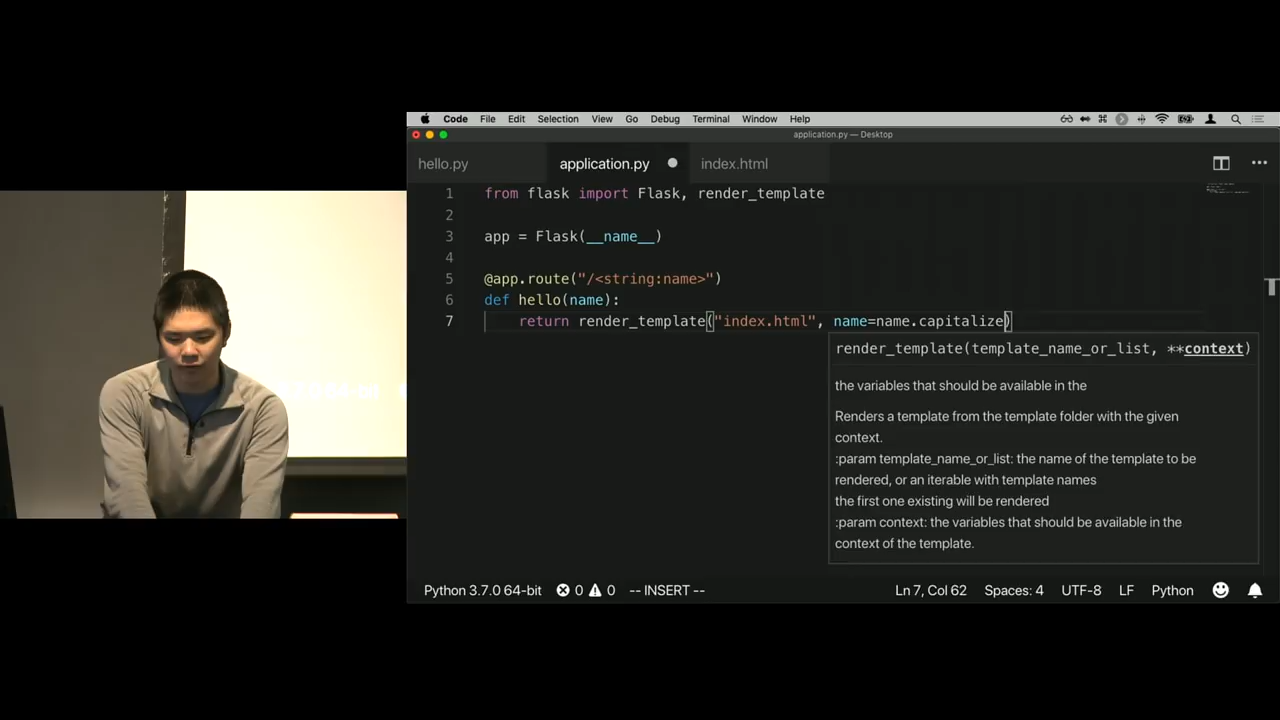 Code File Edit Selection View Go Debug Terminal Window Help
application.py — Desktop
hello.py application.py index.html
1 from flask import Flask, render_template
2
3 app = Flask(__name__)
4
5 @app.route("/<string:name>")
6 def hello(name):
7 return render_template("index.html", name=name.capitalize)
render_template(template_name_or_list, **context)
the variables that should be available in the
Renders a template from the template folder with the given
context.
:param template_name_or_list: the name of the template to be
rendered, or an iterable with template names
the first one existing will be rendered
:param context: the variables that should be available in the
context of the template.
Python 3.7.0 64-bit 0 0 -- INSERT -- Ln 7, Col 62 Spaces: 4 UTF-8 LF Python